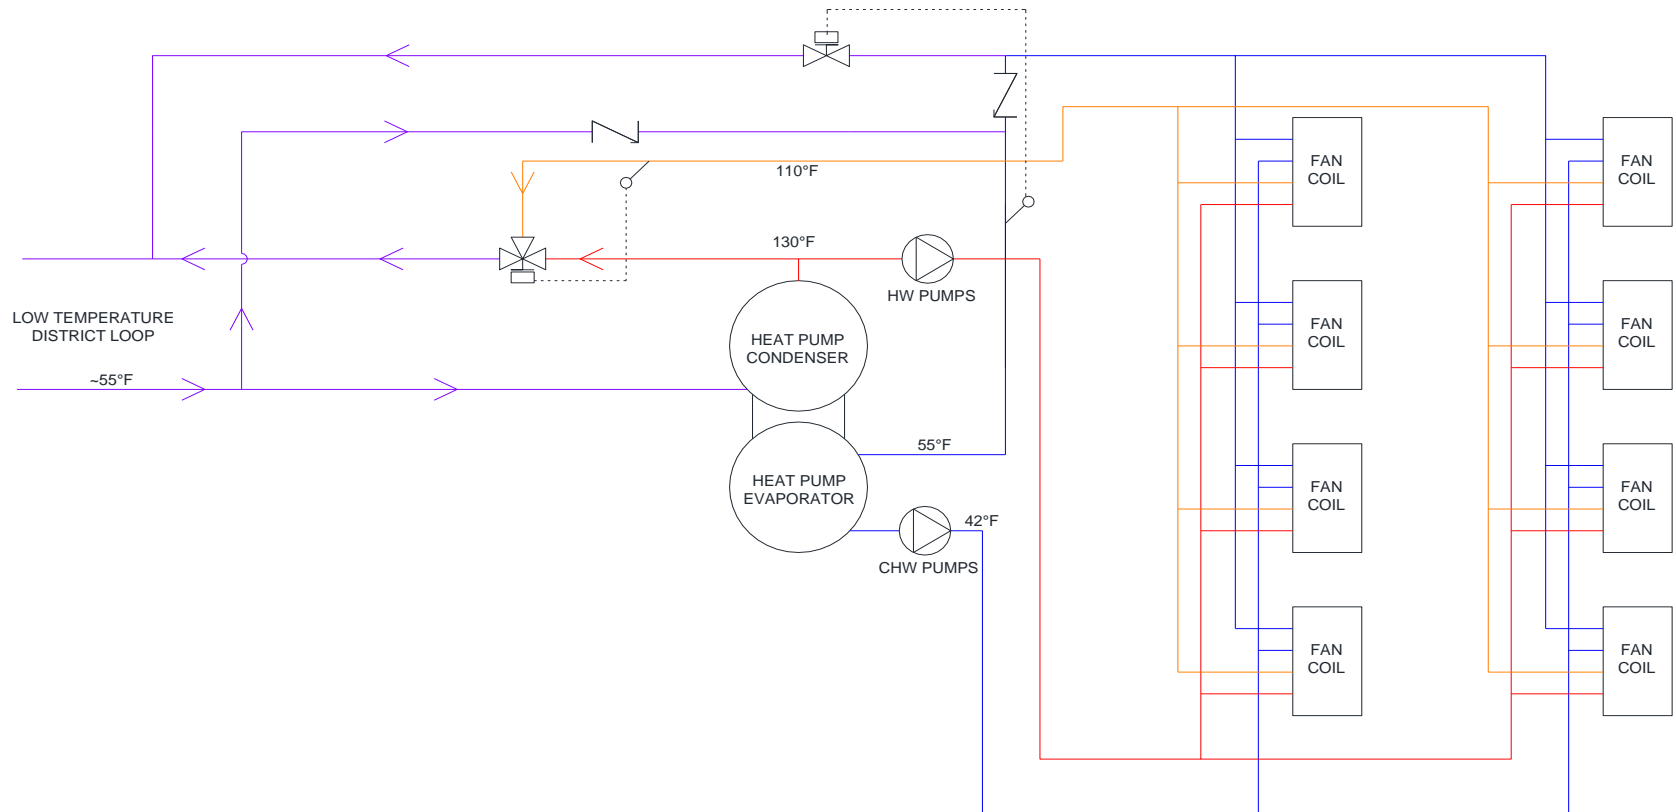 110°F
130°F
HW PUMPS
LOW TEMPERATURE
DISTRICT LOOP
~55°F
HEAT PUMP
CONDENSER
55°F
HEAT PUMP
EVAPORATOR
42°F
CHW PUMPS
FAN
COIL
FAN
COIL
FAN
COIL
FAN
COIL
FAN
COIL
FAN
COIL
FAN
COIL
FAN
COIL